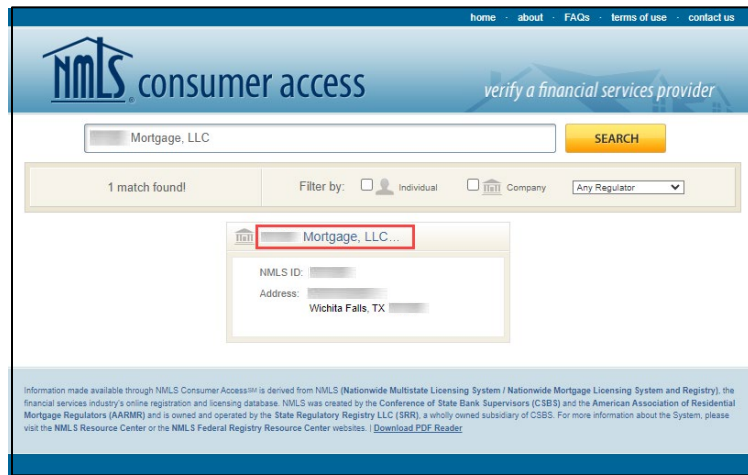 home · about · FAQs · terms of use · contact us
NMLS® consumer access
verify a financial services provider
Mortgage, LLC
SEARCH
1 match found!
Filter by: Individual Company Any Regulator
Mortgage, LLC...
NMLS ID:
Address:
Wichita Falls, TX
Information made available through NMLS Consumer Access℠ is derived from NMLS (Nationwide Multistate Licensing System / Nationwide Mortgage Licensing System and Registry), the
financial services industry's online registration and licensing database. NMLS was created by the Conference of State Bank Supervisors (CSBS) and the American Association of Residential
Mortgage Regulators (AARMR) and is owned and operated by the State Regulatory Registry LLC (SRR), a wholly owned subsidiary of CSBS. For more information about the System, please
visit the NMLS Resource Center or the NMLS Federal Registry Resource Center websites. | Download PDF Reader